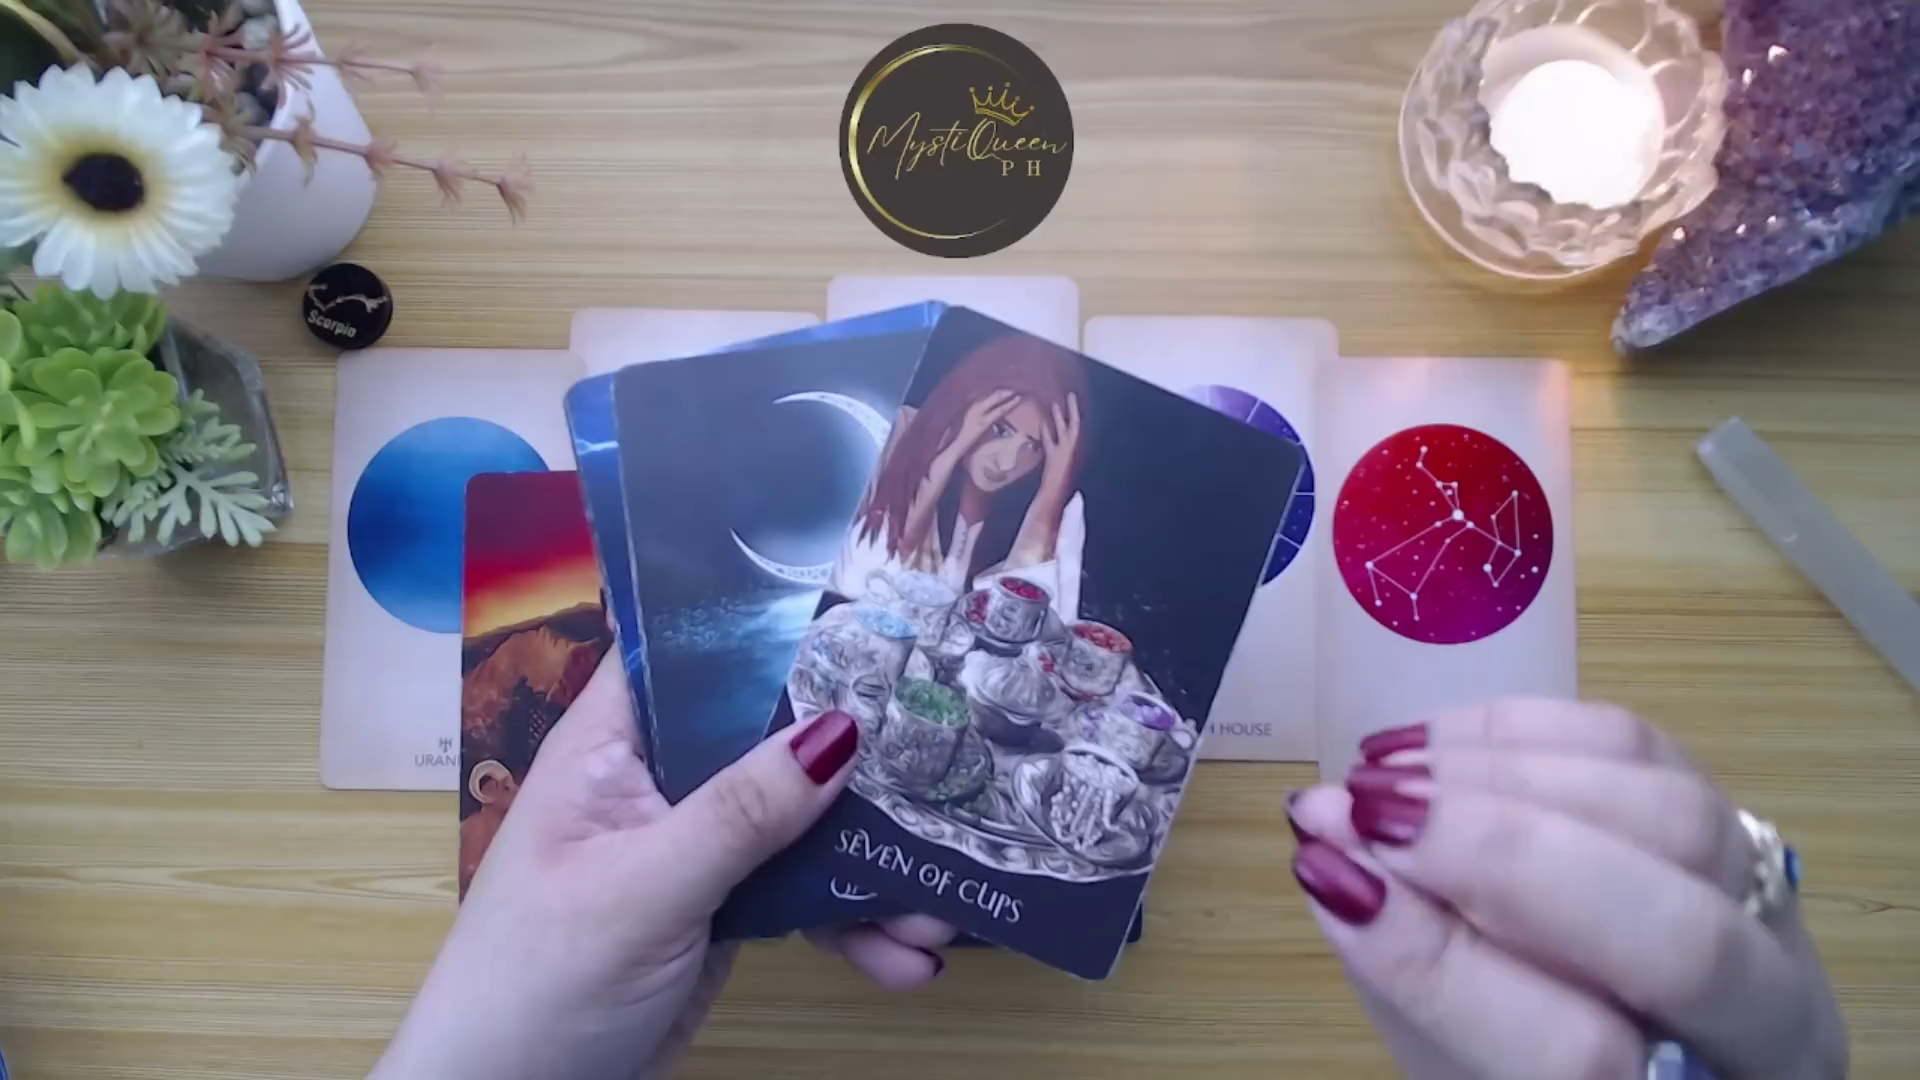 MystiQueen
PH
Scorpio
♅
URAN
H HOUSE
SEVEN OF CUPS